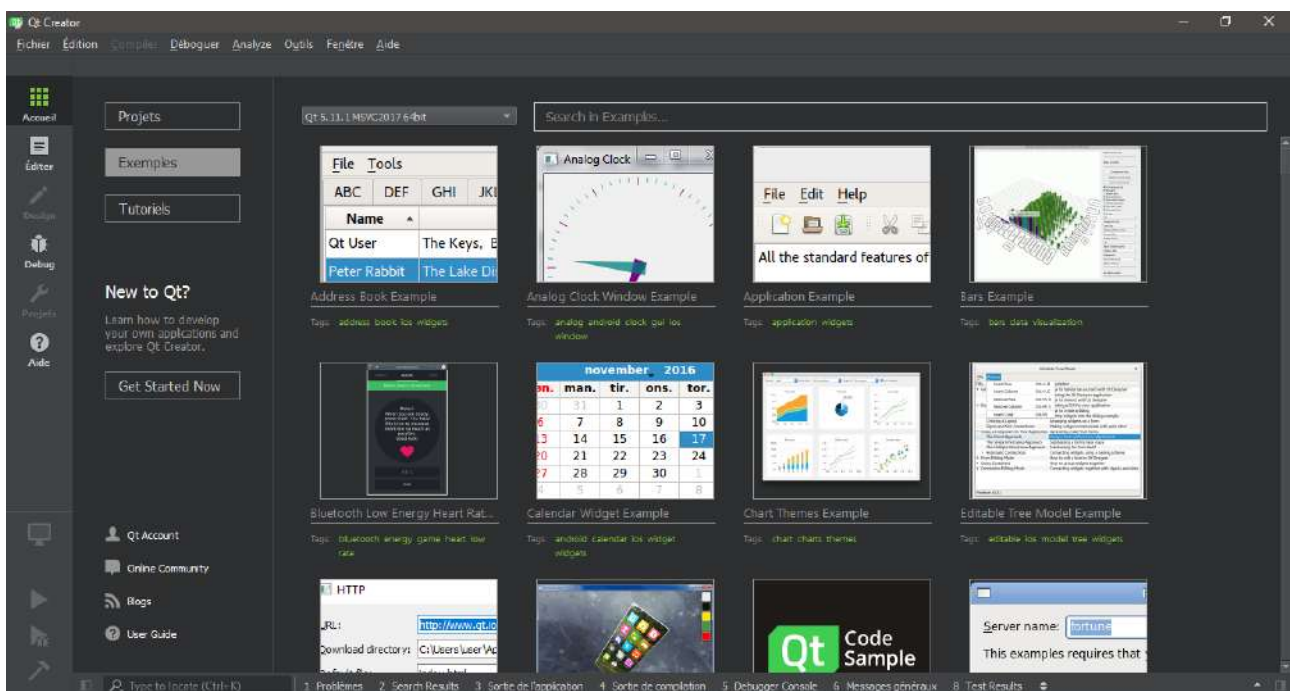 Qt Creator
Fichier Édition Compiler Déboguer Analyze Outils Fenêtre Aide
Accueil
Éditer
Design
Debug
Projets
Aide
Projets
Exemples
Tutoriels
New to Qt?
Learn how to develop
your own applications and
explore Qt Creator.
Get Started Now
Qt Account
Online Community
Blogs
User Guide
Qt 5.11.1 MSVC2017 64bit
Search in Examples...
File Tools
ABC DEF GHI JKL
Name
Qt User The Keys, E
Peter Rabbit The Lake Di
Address Book Example
Tags: address book ios widgets
Analog Clock
Analog Clock Window Example
Tags: analog android clock gui ios
window
File Edit Help
All the standard features of
Application Example
Tags: application widgets
Bars Example
Tags: bars data visualization
Bluetooth Low Energy Heart Rat...
Tags: bluetooth energy game heart low
rate
november 2016
man. tir. ons. tor.
31 1 2 3
6 7 8 9 10
13 14 15 16 17
20 21 22 23 24
27 28 29 30 1
4 5 6 7 8
Calendar Widget Example
Tags: android calendar ios widget
widgets
Chart Themes Example
Tags: chart charts themes
Editable Tree Model Example
Tags: editable ios model tree widgets
HTTP
URL: http://www.qt.io
Download directory: C:\Users\user\Ap
Qt Code
Sample
Server name: fortune
This examples requires that
Type to locate (Ctrl+K)
1 Problèmes 2 Search Results 3 Sortie de l'application 4 Sortie de compilation 5 Debugger Console 6 Messages généraux 8 Test Results